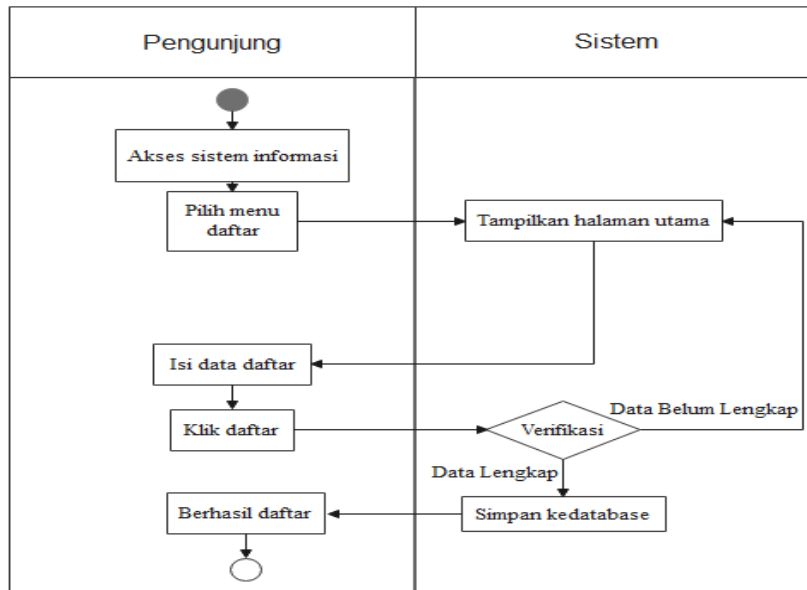 Pengunjung
Sistem
Akses sistem informasi
Pilih menu
daftar
Tampilkan halaman utama
Isi data daftar
Klik daftar
Verifikasi
Data Belum Lengkap
Data Lengkap
Berhasil daftar
Simpan kedatabase